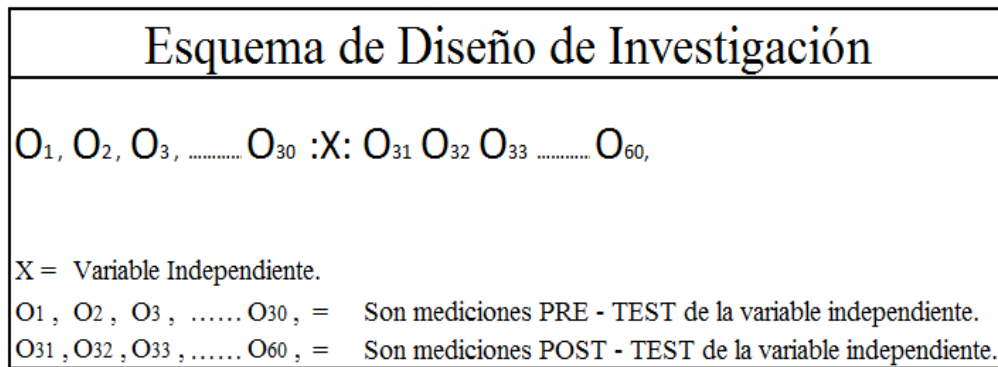 Esquema de Diseño de Investigación
O1, O2, O3, ........... O30 :X: O31 O32 O33 ........... O60,
X = Variable Independiente.
O1 , O2 , O3 , ...... O30 , = Son mediciones PRE - TEST de la variable independiente.
O31 , O32 , O33 , ...... O60 , = Son mediciones POST - TEST de la variable independiente.